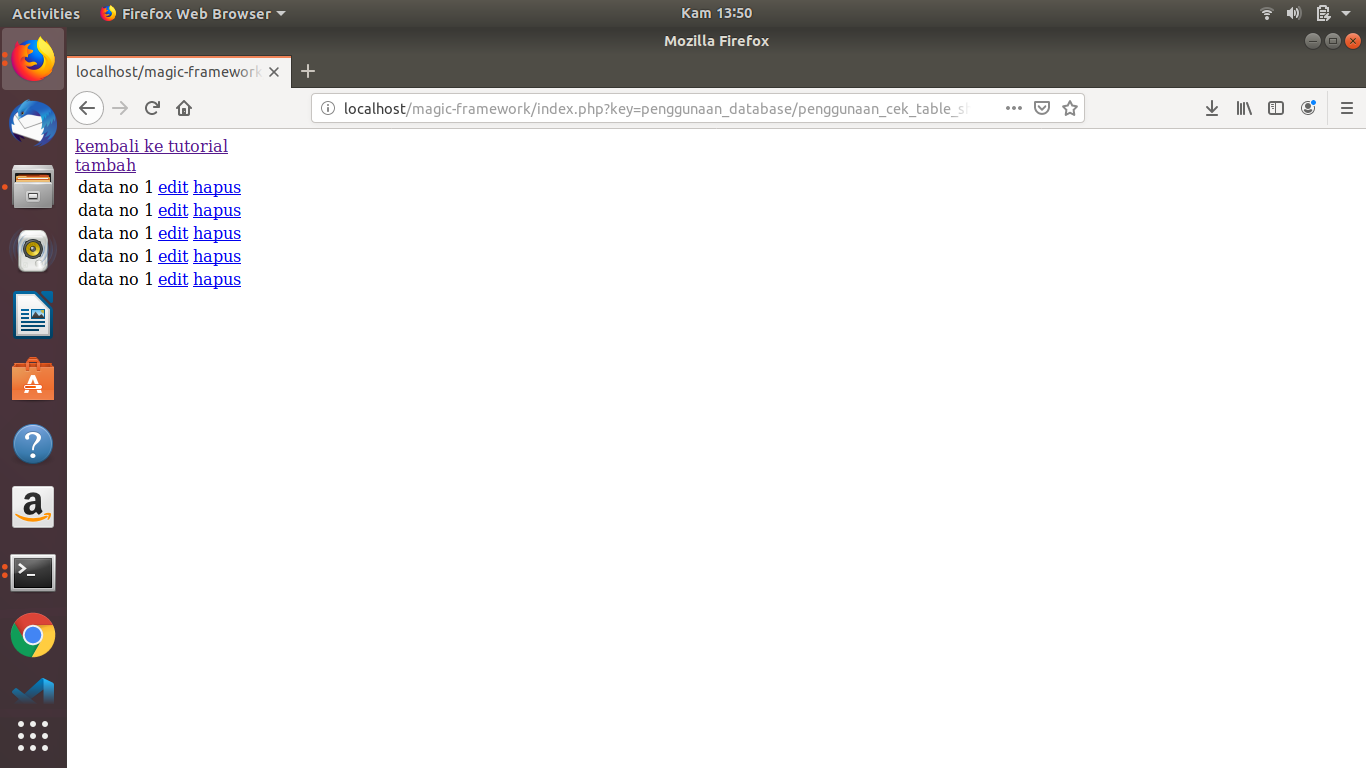 Activities Firefox Web Browser Kam 13:50
Mozilla Firefox
localhost/magic-framework
localhost/magic-framework/index.php?key=penggunaan_database/penggunaan_cek_table_sh
kembali ke tutorial
tambah
data no 1 edit hapus
data no 1 edit hapus
data no 1 edit hapus
data no 1 edit hapus
data no 1 edit hapus